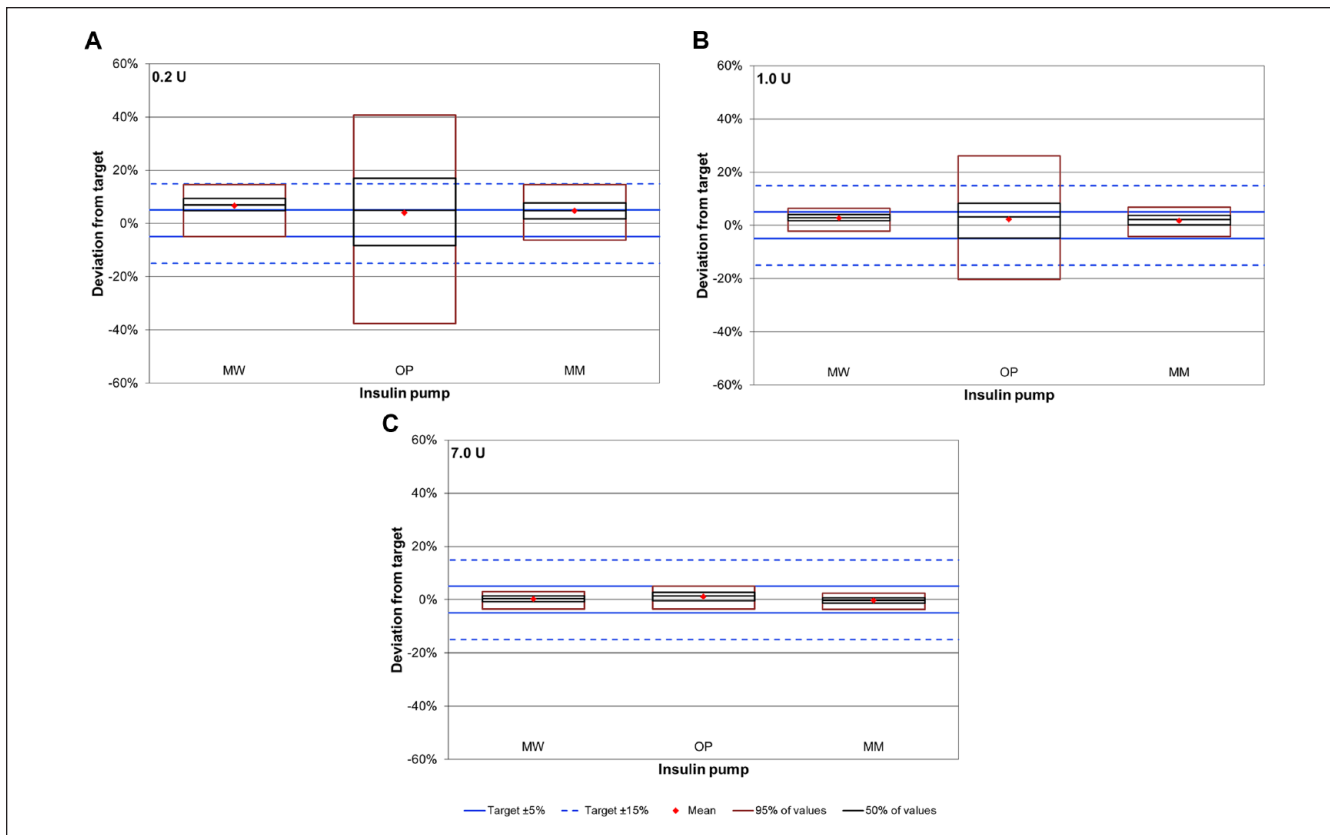 A
60%
0.2 U
40%
20%
0%
-20%
-40%
-60%
Deviation from target
MW OP MM
Insulin pump
B
60%
1.0 U
40%
20%
0%
-20%
-40%
-60%
Deviation from target
MW OP MM
Insulin pump
C
60%
7.0 U
40%
20%
0%
-20%
-40%
-60%
Deviation from target
MW OP MM
Insulin pump
Target ±5% Target ±15% Mean 95% of values 50% of values